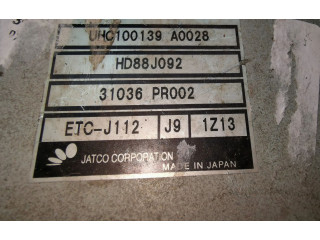 UHC100139 A0028
HD88J092
31036 PR002
ETC-J112 J9 1Z13
JATCO CORPORATION
MADE IN JAPAN